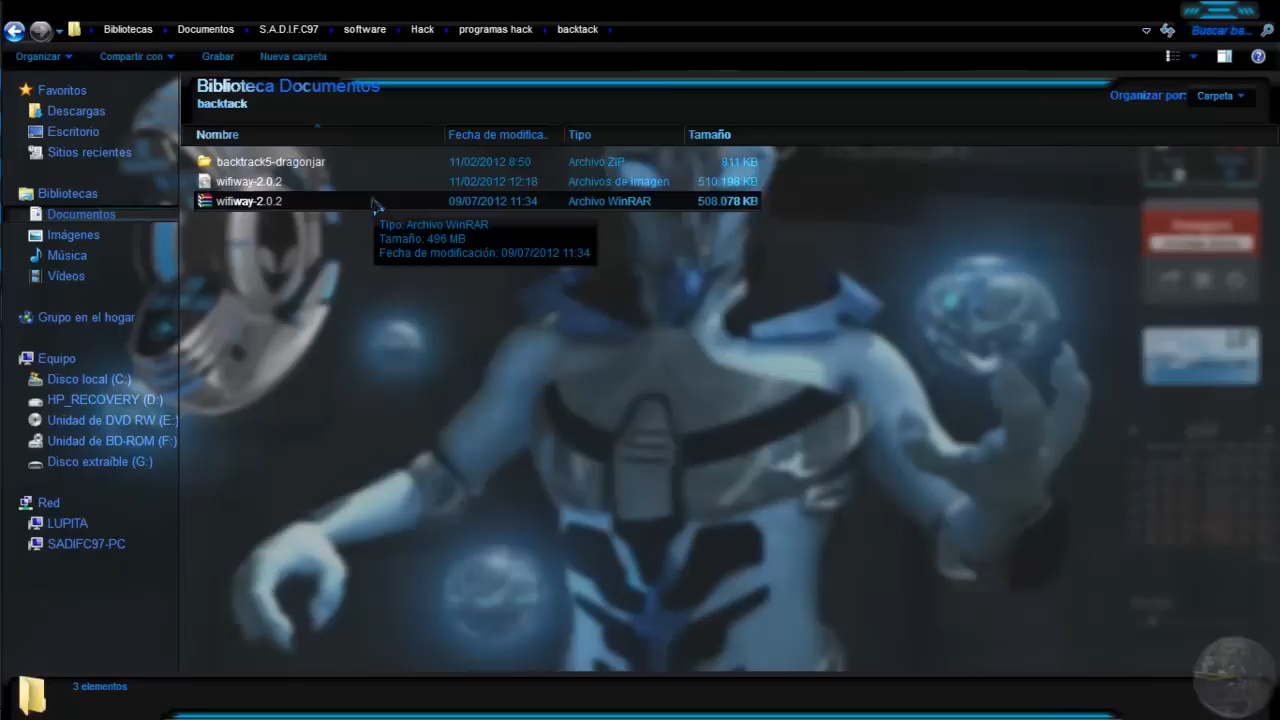 Bibliotecas Documentos S.A.D.I.F.C97 software Hack programas hack backtack Buscar ba...
Organizar Compartir con Grabar Nueva carpeta
Favoritos
Descargas
Escritorio
Sitios recientes
Bibliotecas
Documentos
Imágenes
Música
Vídeos
Grupo en el hogar
Equipo
Disco local (C:)
HP_RECOVERY (D:)
Unidad de DVD RW (E:)
Unidad de BD-ROM (F:)
Disco extraíble (G:)
Red
LUPITA
SADIFC97-PC
Biblioteca Documentos
backtack
Organizar por: Carpeta
Nombre Fecha de modifica... Tipo Tamaño
backtrack5-dragonjar 11/02/2012 8:50 Archivo ZIP 811 KB
wifiway-2.0.2 11/02/2012 12:18 Archivos de Imagen 510.198 KB
wifiway-2.0.2 09/07/2012 11:34 Archivo WinRAR 508.078 KB
Tipo: Archivo WinRAR
Tamaño: 496 MB
Fecha de modificación: 09/07/2012 11:34
3 elementos